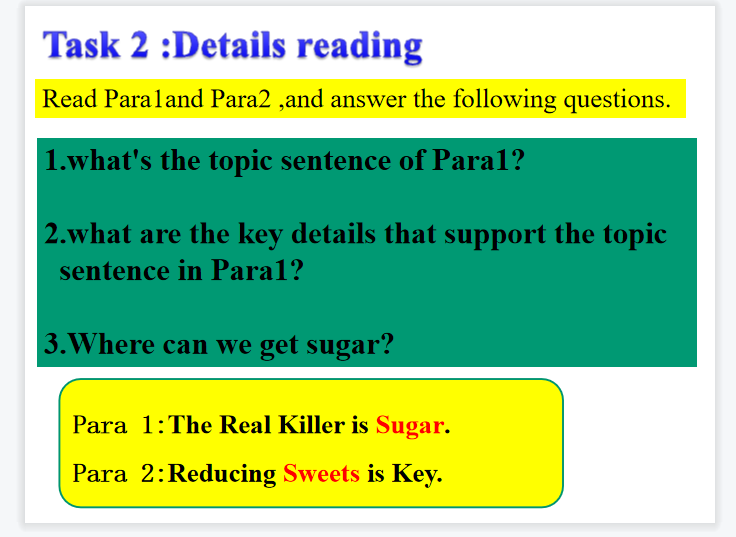 Task 2 :Details reading
Read Para1and Para2 ,and answer the following questions.
1.what's the topic sentence of Para1?
2.what are the key details that support the topic
sentence in Para1?
3.Where can we get sugar?
Para 1:The Real Killer is Sugar.
Para 2:Reducing Sweets is Key.